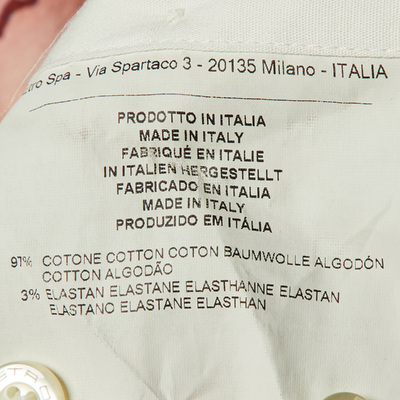 Spa - Via Spartaco 3 - 20135 Milano - ITALIA
PRODOTTO IN ITALIA
MADE IN ITALY
FABRIQUÉ EN ITALIE
IN ITALIEN HERGESTELLT
FABRICADO EN ITALIA
MADE IN ITALY
PRODUZIDO EM ITÁLIA
97% COTONE COTTON COTON BAUMWOLLE ALGODÓN
COTTON ALGODÃO
3% ELASTAN ELASTANE ELASTHANNE ELASTAN
ELASTANO ELASTANE ELASTHAN